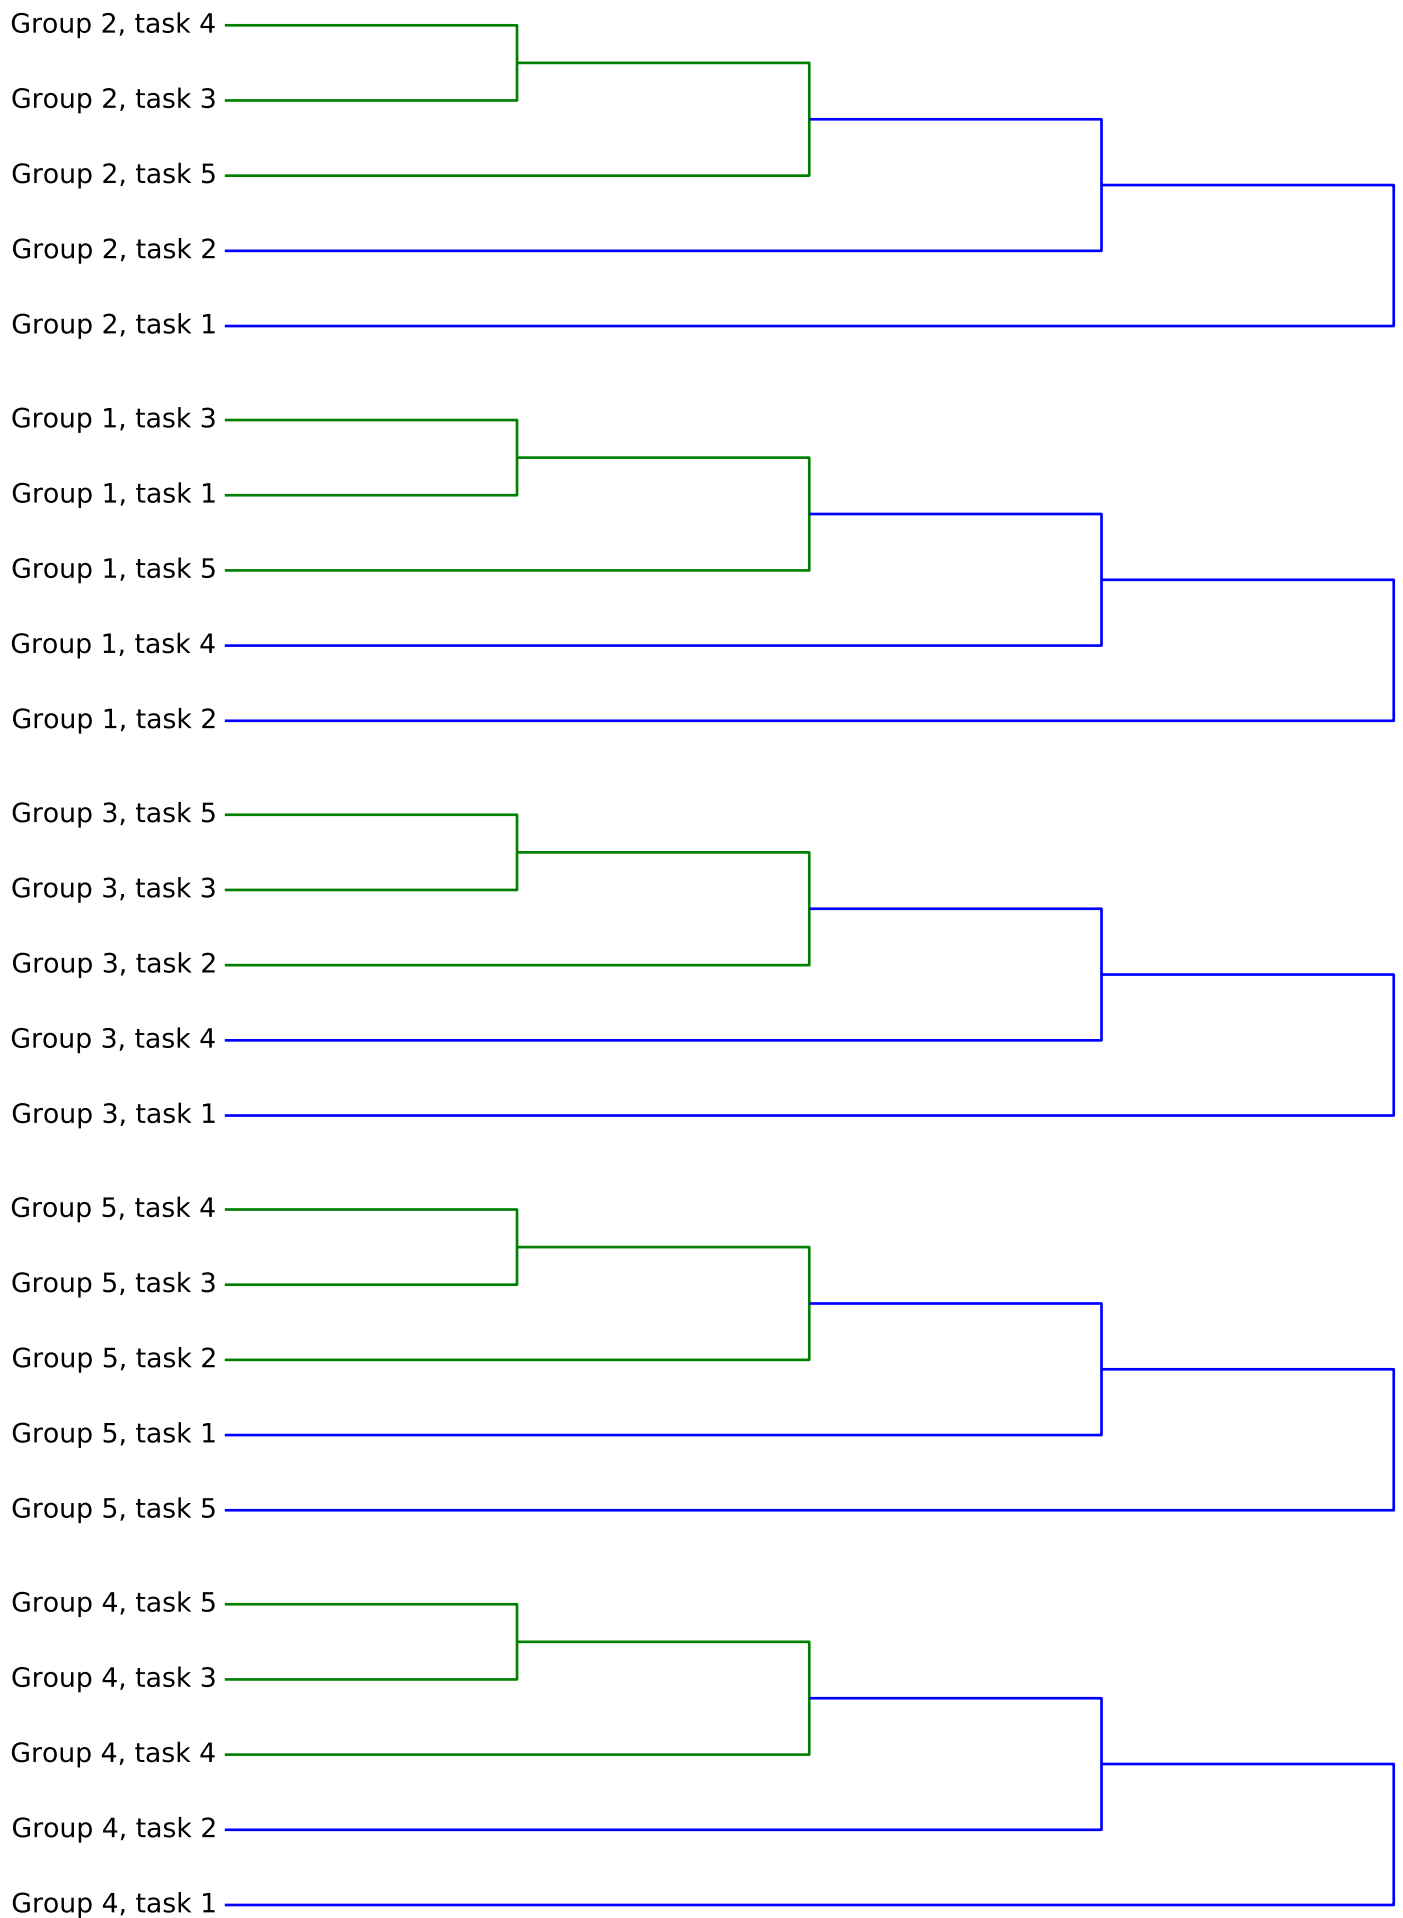 Group 2, task 4
Group 2, task 3
Group 2, task 5
Group 2, task 2
Group 2, task 1
Group 1, task 3
Group 1, task 1
Group 1, task 5
Group 1, task 4
Group 1, task 2
Group 3, task 5
Group 3, task 3
Group 3, task 2
Group 3, task 4
Group 3, task 1
Group 5, task 4
Group 5, task 3
Group 5, task 2
Group 5, task 1
Group 5, task 5
Group 4, task 5
Group 4, task 3
Group 4, task 4
Group 4, task 2
Group 4, task 1